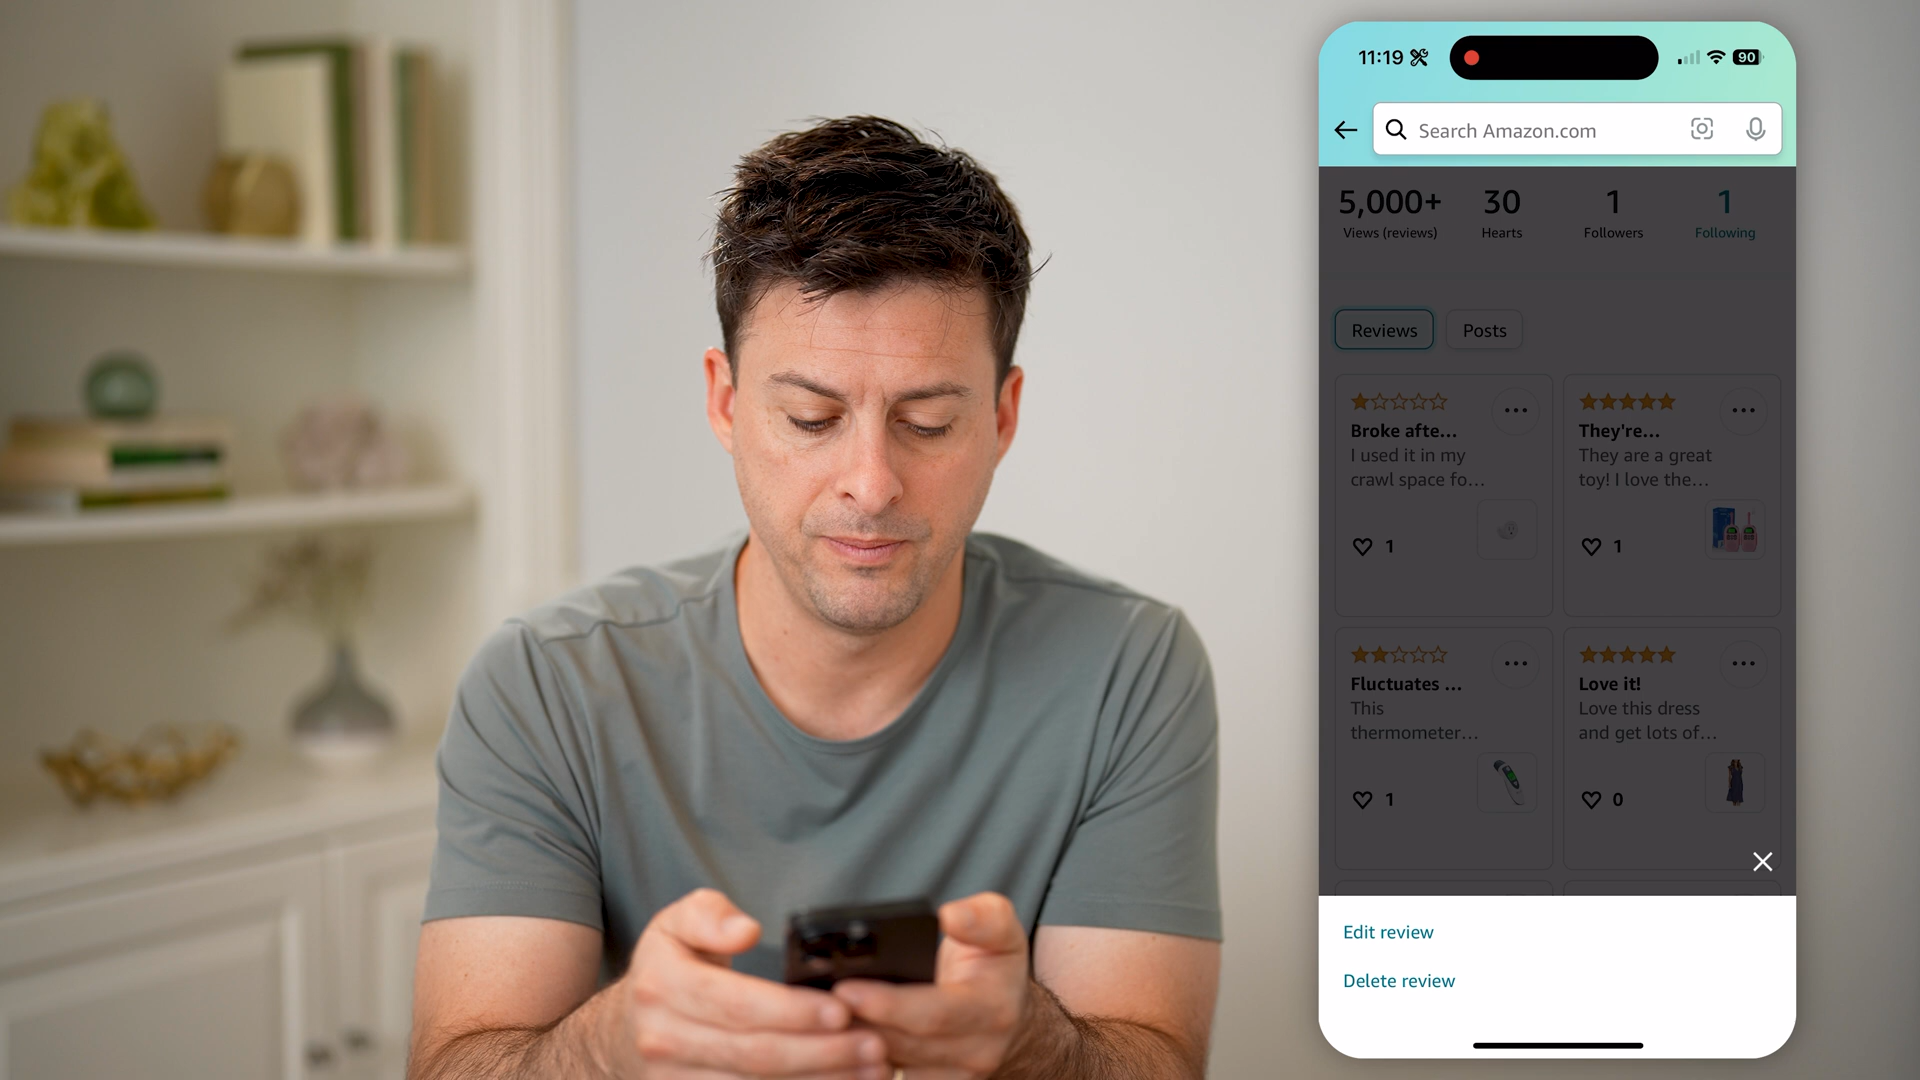 11:19
90
Search Amazon.com
5,000+ 30 1 1
Views (reviews) Hearts Followers Following
Reviews Posts
Broke afte...
I used it in my
crawl space fo...
1
They're...
They are a great
toy! I love the...
1
Fluctuates ...
This
thermometer...
1
Love it!
Love this dress
and get lots of...
0
Edit review
Delete review